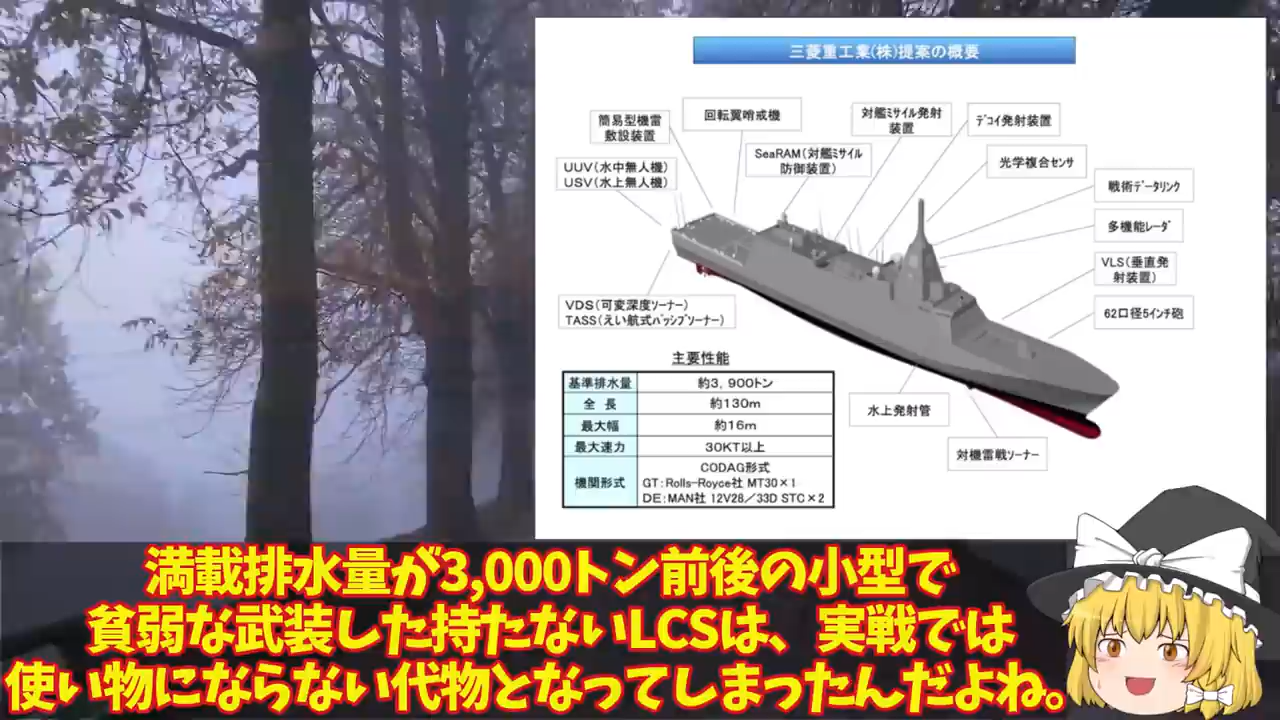 三菱重工業(株)提案の概要
簡易型機雷
敷設装置
回転翼哨戒機
対艦ﾐｻｲﾙ発射
装置
ﾃﾞｺｲ発射装置
UUV(水中無人機)
USV(水上無人機)
SeaRAM(対艦ﾐｻｲﾙ
防御装置)
光学複合ｾﾝｻ
戦術ﾃﾞｰﾀﾘﾝｸ
多機能ﾚｰﾀﾞ
VLS(垂直発
射装置)
62口径5ｲﾝﾁ砲
VDS(可変深度ｿｰﾅｰ)
TASS(えい航式ﾊﾟｯｼﾌﾞｿｰﾅｰ)
水上発射管
対機雷戦ｿｰﾅｰ
主要性能
基準排水量 約3，900トン
全 長 約130m
最大幅 約16m
最大速力 30KT以上
機関形式 CODAG形式
GT：Rolls-Royce社 MT30×1
DE：MAN社 12V28／33D STC×2
満載排水量が3,000トン前後の小型で
貧弱な武装した持たないLCSは、実戦では
使い物にならない代物となってしまったんだよね。